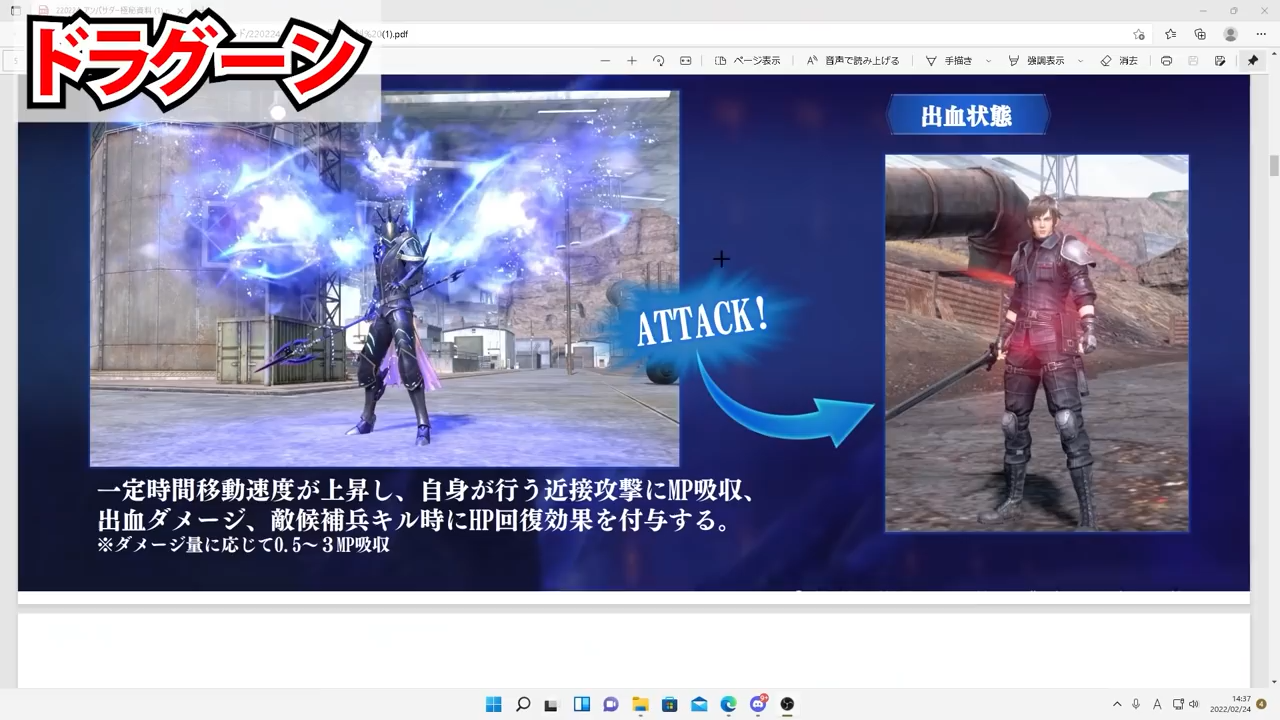 ドラグーン
(1).pdf
ページ表示
音声で読み上げる
手描き
強調表示
消去
出血状態
ATTACK!
一定時間移動速度が上昇し、自身が行う近接攻撃にMP吸収、
出血ダメージ、敵候補兵キル時にHP回復効果を付与する。
※ダメージ量に応じて0.5～3MP吸収
A
14:37
2022/02/24
4